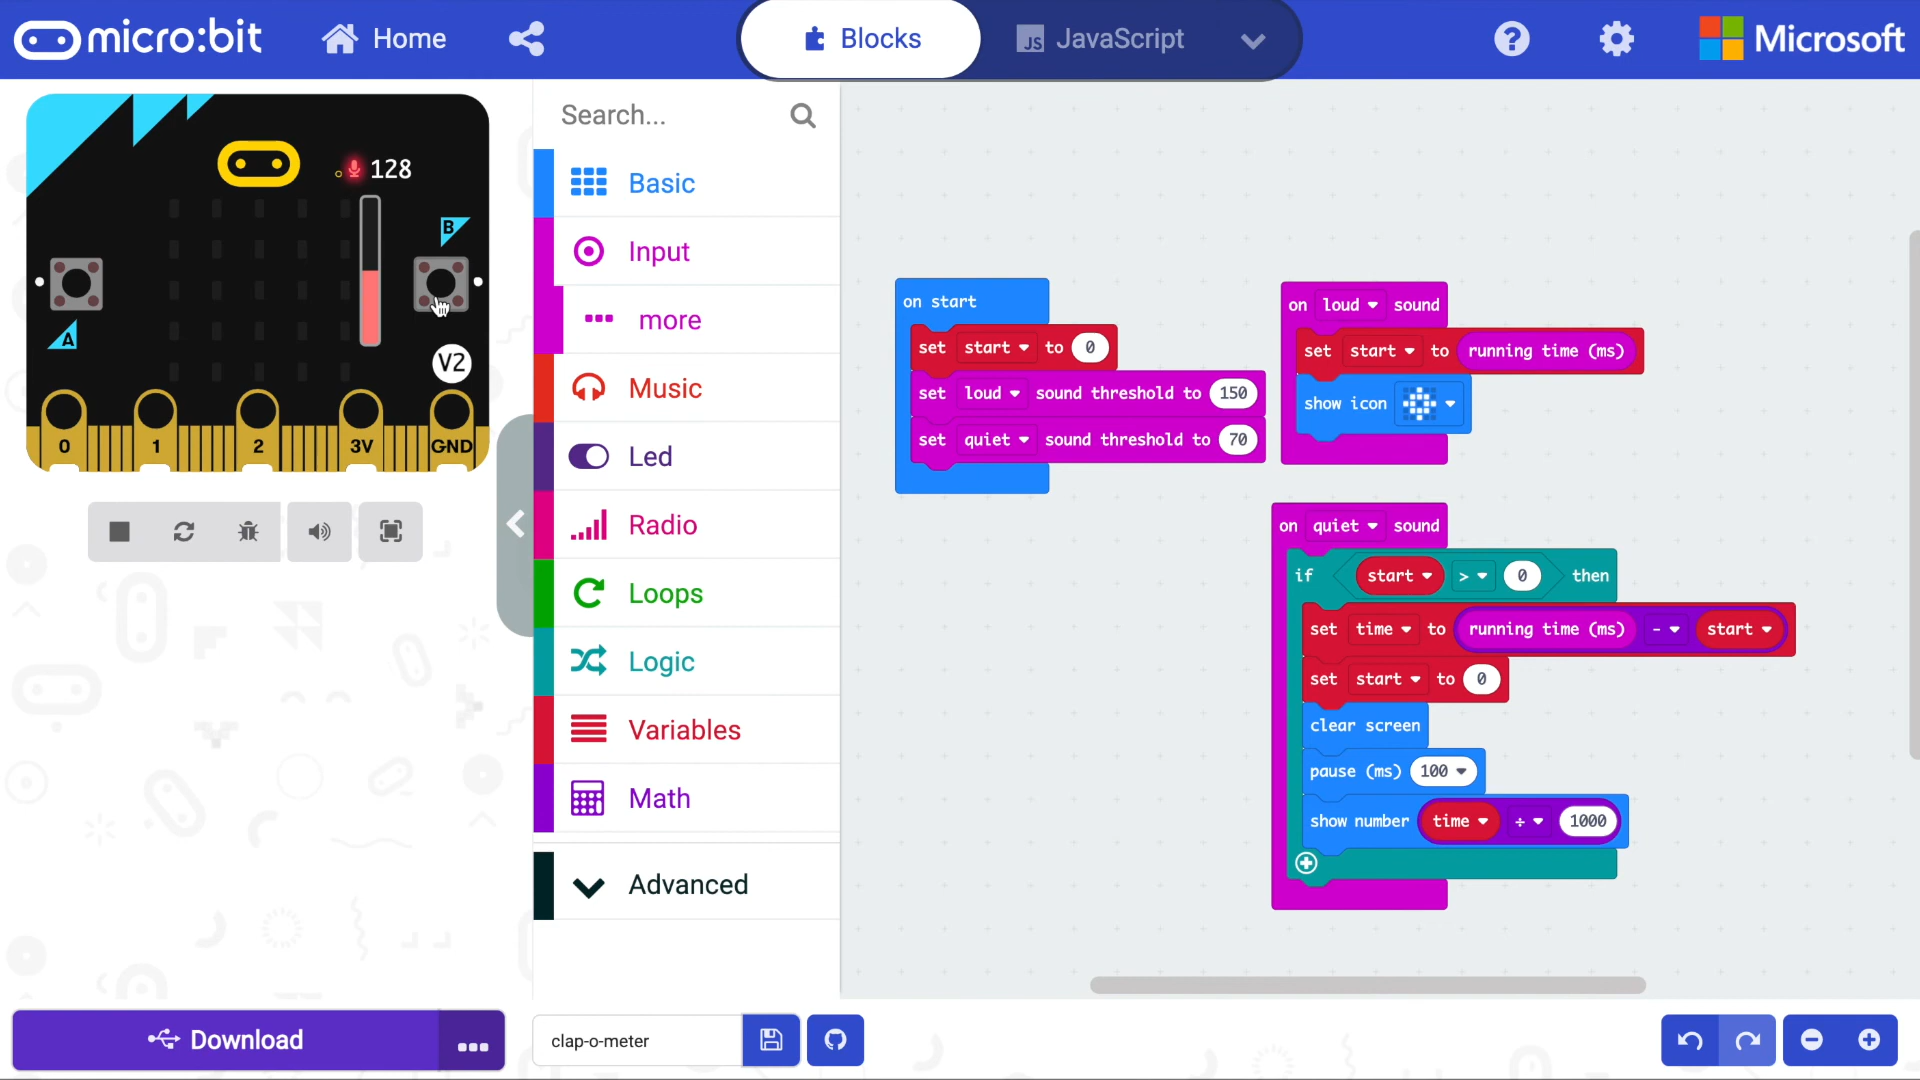 micro:bit
Home
Blocks
JS JavaScript
?
Microsoft
128
B
A
V2
0 1 2 3V GND
Search...
Basic
Input
more
Music
Led
Radio
Loops
Logic
Variables
Math
Advanced
on start
set start to 0
set loud sound threshold to 150
set quiet sound threshold to 70
on loud sound
set start to running time (ms)
show icon
on quiet sound
if start > 0 then
set time to running time (ms) - start
set start to 0
clear screen
pause (ms) 100
show number time ÷ 1000
Download ...
clap-o-meter